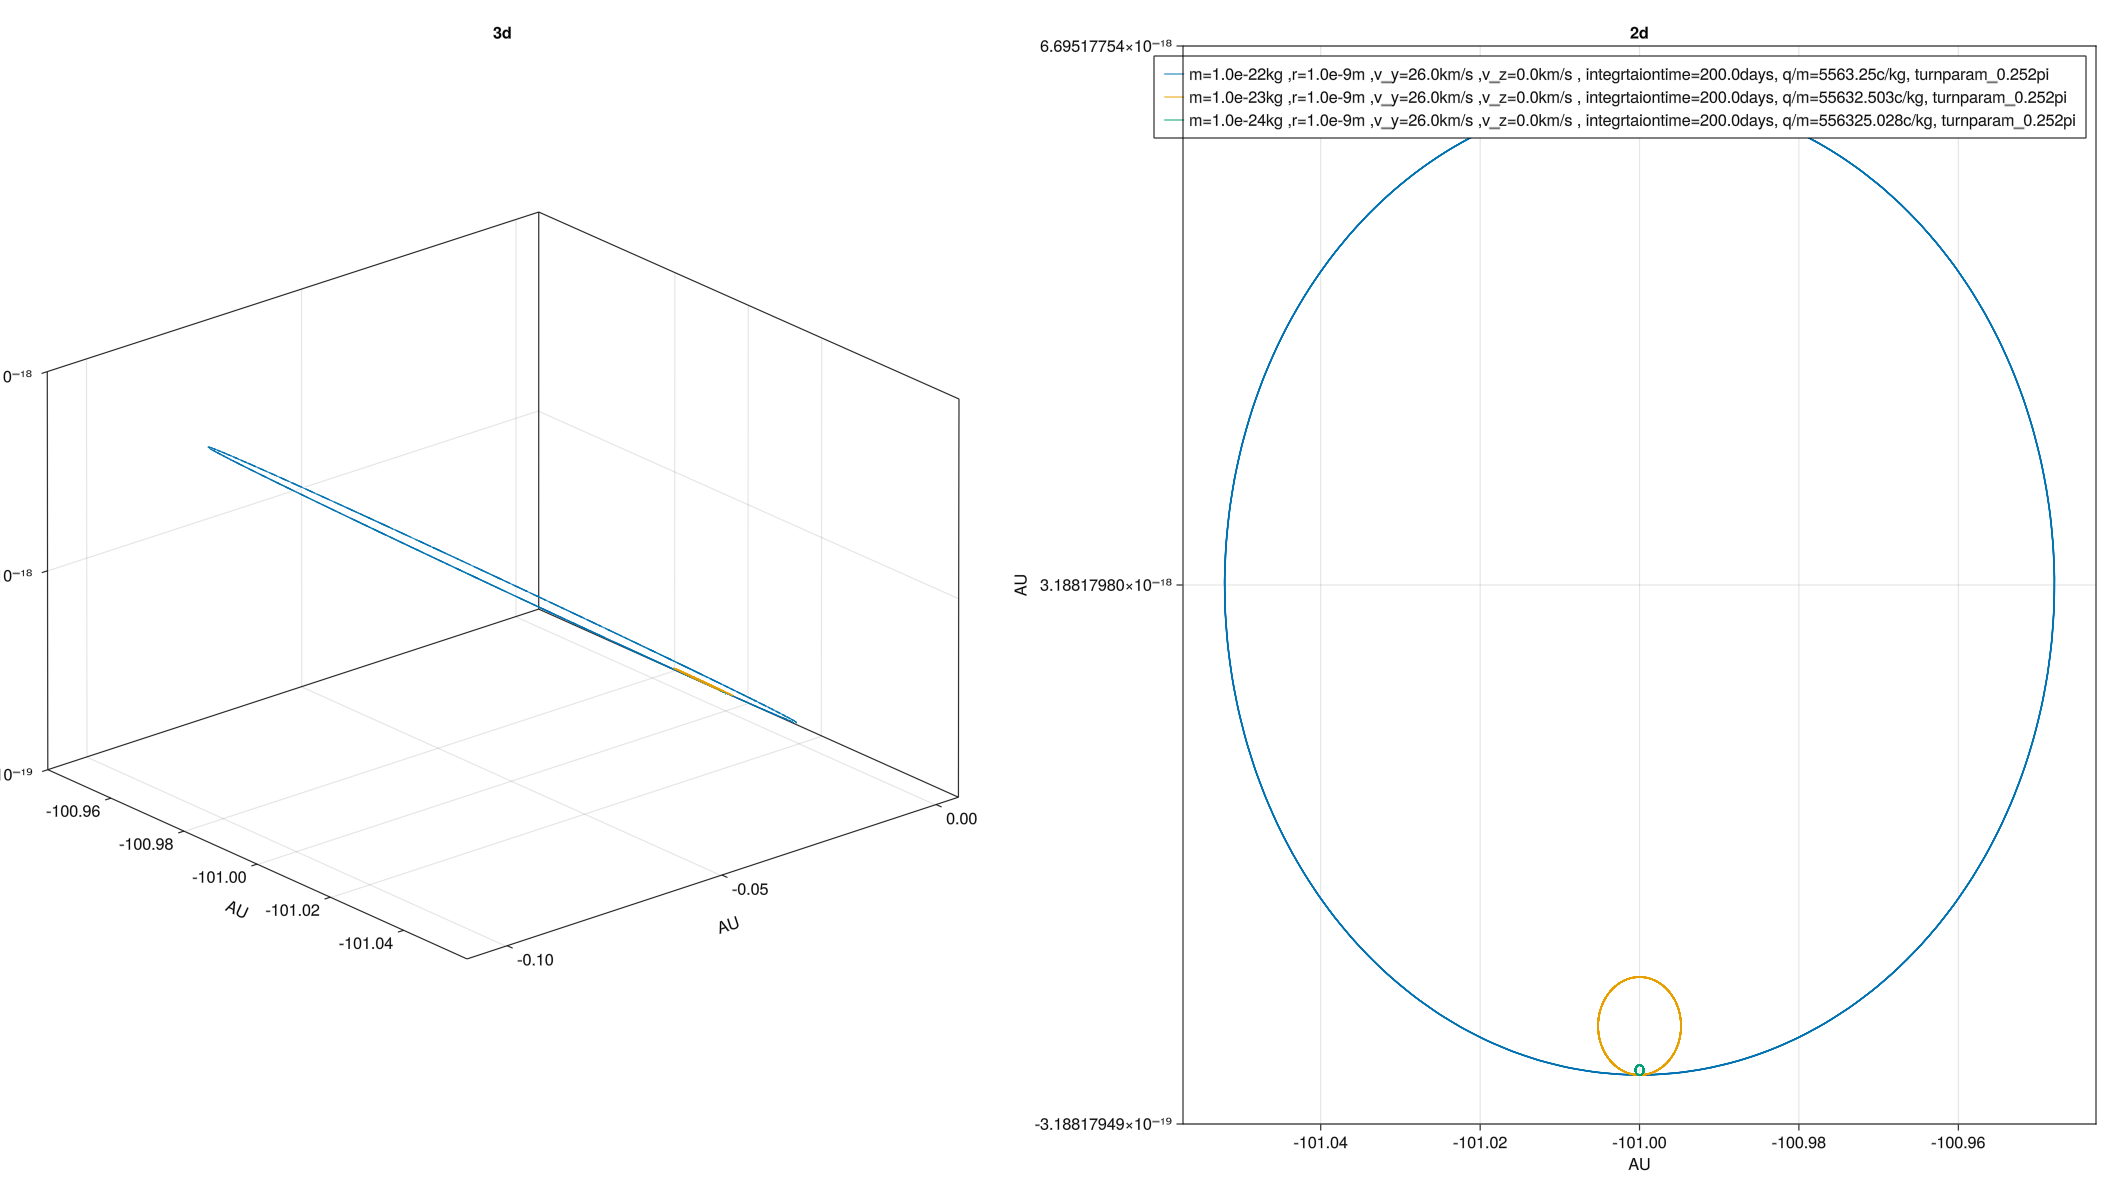 3d
0⁻¹⁸
0⁻¹⁸
10⁻¹⁹
-100.96
-100.98
-101.00
-101.02
-101.04
AU
-0.10
-0.05
0.00
AU
2d
6.69517754×10⁻¹⁸
m=1.0e-22kg ,r=1.0e-9m ,v_y=26.0km/s ,v_z=0.0km/s , integrtaiontime=200.0days, q/m=5563.25c/kg, turnparam_0.252pi
m=1.0e-23kg ,r=1.0e-9m ,v_y=26.0km/s ,v_z=0.0km/s , integrtaiontime=200.0days, q/m=55632.503c/kg, turnparam_0.252pi
m=1.0e-24kg ,r=1.0e-9m ,v_y=26.0km/s ,v_z=0.0km/s , integrtaiontime=200.0days, q/m=556325.028c/kg, turnparam_0.252pi
AU
3.18817980×10⁻¹⁸
-3.18817949×10⁻¹⁹
-101.04
-101.02
-101.00
-100.98
-100.96
AU